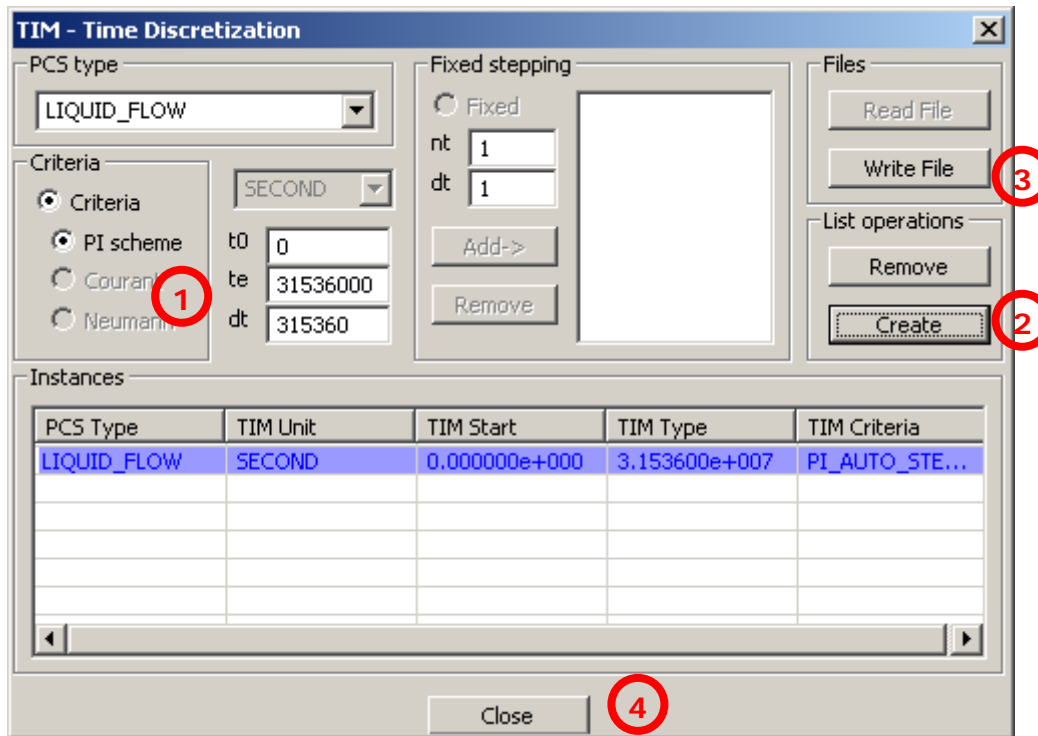 TIM - Time Discretization
PCS type
LIQUID_FLOW
Criteria
Criteria
PI scheme
Courant
Neumann
1
SECOND
t0 0
te 31536000
dt 315360
Fixed stepping
Fixed
nt 1
dt 1
Add->
Remove
Files
Read File
Write File
3
List operations
Remove
Create
2
Instances
PCS Type TIM Unit TIM Start TIM Type TIM Criteria
LIQUID_FLOW SECOND 0.000000e+000 3.153600e+007 PI_AUTO_STE...
Close
4